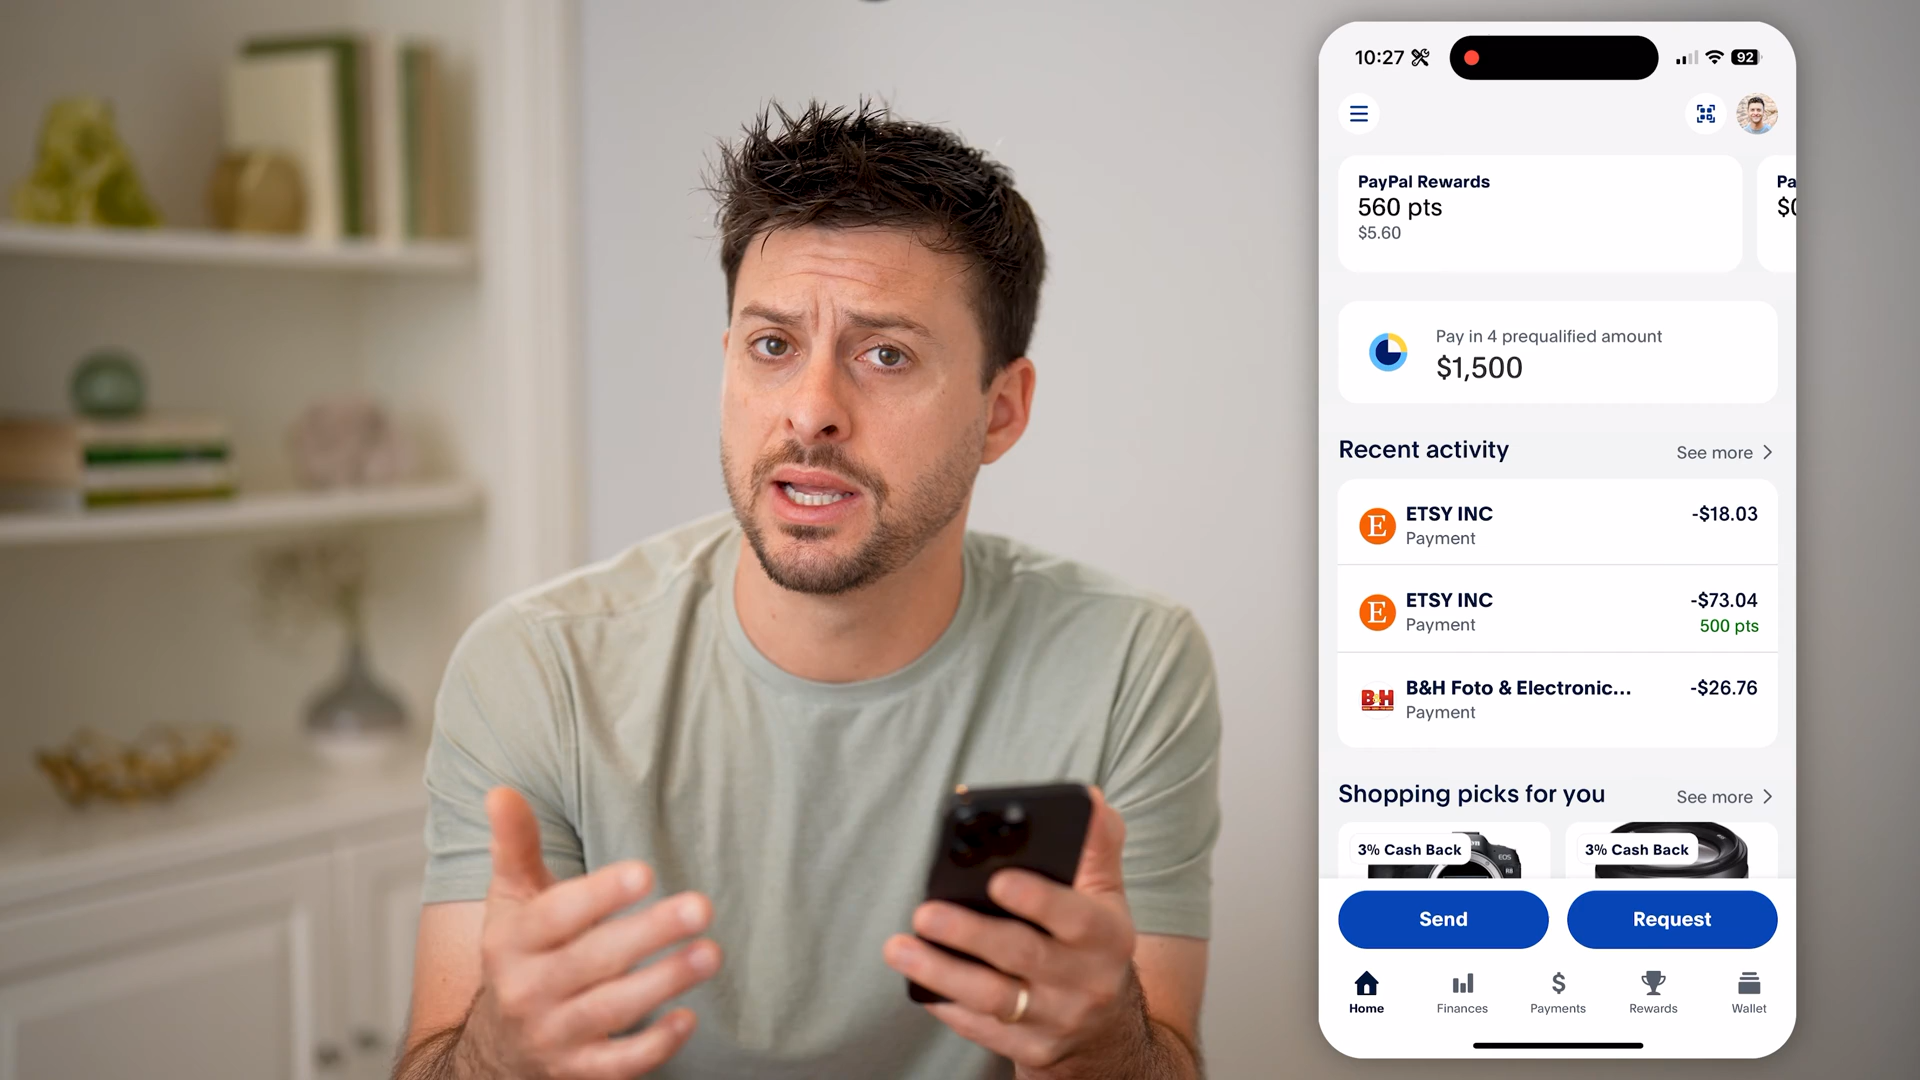 10:27
92
PayPal Rewards
560 pts
$5.60
Pa
Pay in 4 prequalified amount
$1,500
Recent activity
See more
ETSY INC
-$18.03
Payment
ETSY INC
-$73.04
Payment
500 pts
B&H Foto & Electronic...
-$26.76
Payment
Shopping picks for you
See more
3% Cash Back
3% Cash Back
EOS
R8
Send
Request
Home
Finances
Payments
Rewards
Wallet